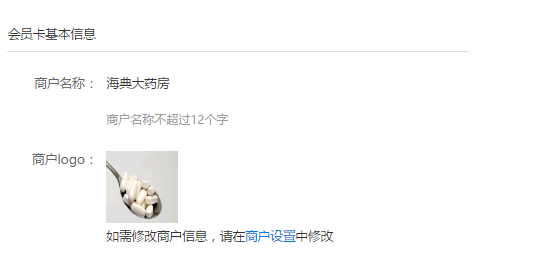 会员卡基本信息
商户名称： 海典大药房
商户名称不超过12个字
商户logo：
如需修改商户信息，请在商户设置中修改